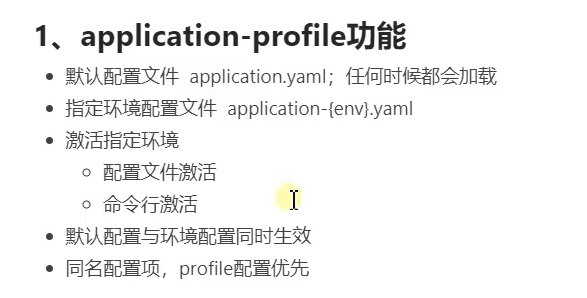 1、application-profile功能
默认配置文件 application.yaml；任何时候都会加载
指定环境配置文件 application-{env}.yaml
激活指定环境
配置文件激活
命令行激活
默认配置与环境配置同时生效
同名配置项，profile配置优先